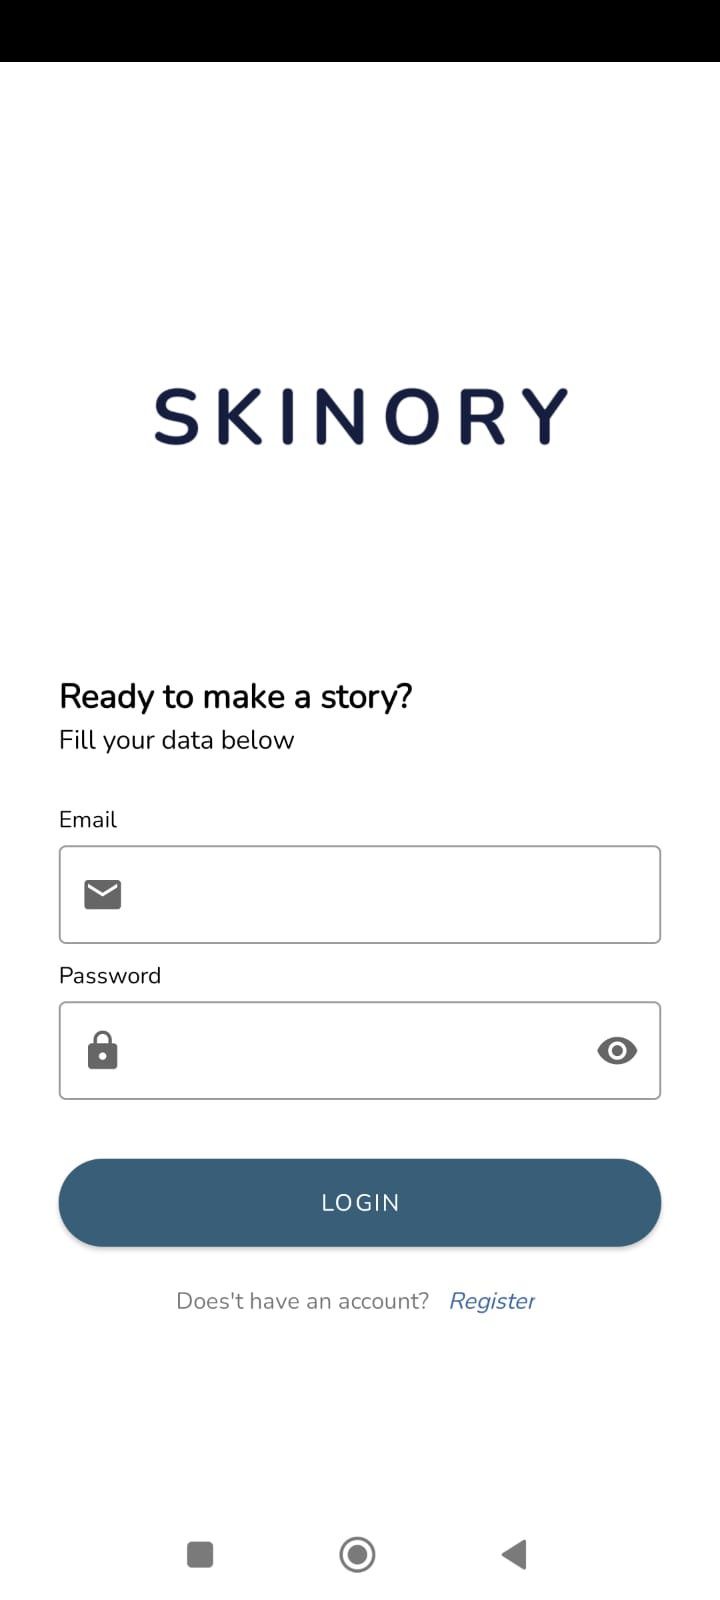 SKINORY
Ready to make a story?
Fill your data below
Email
Password
LOGIN
Does't have an account? Register